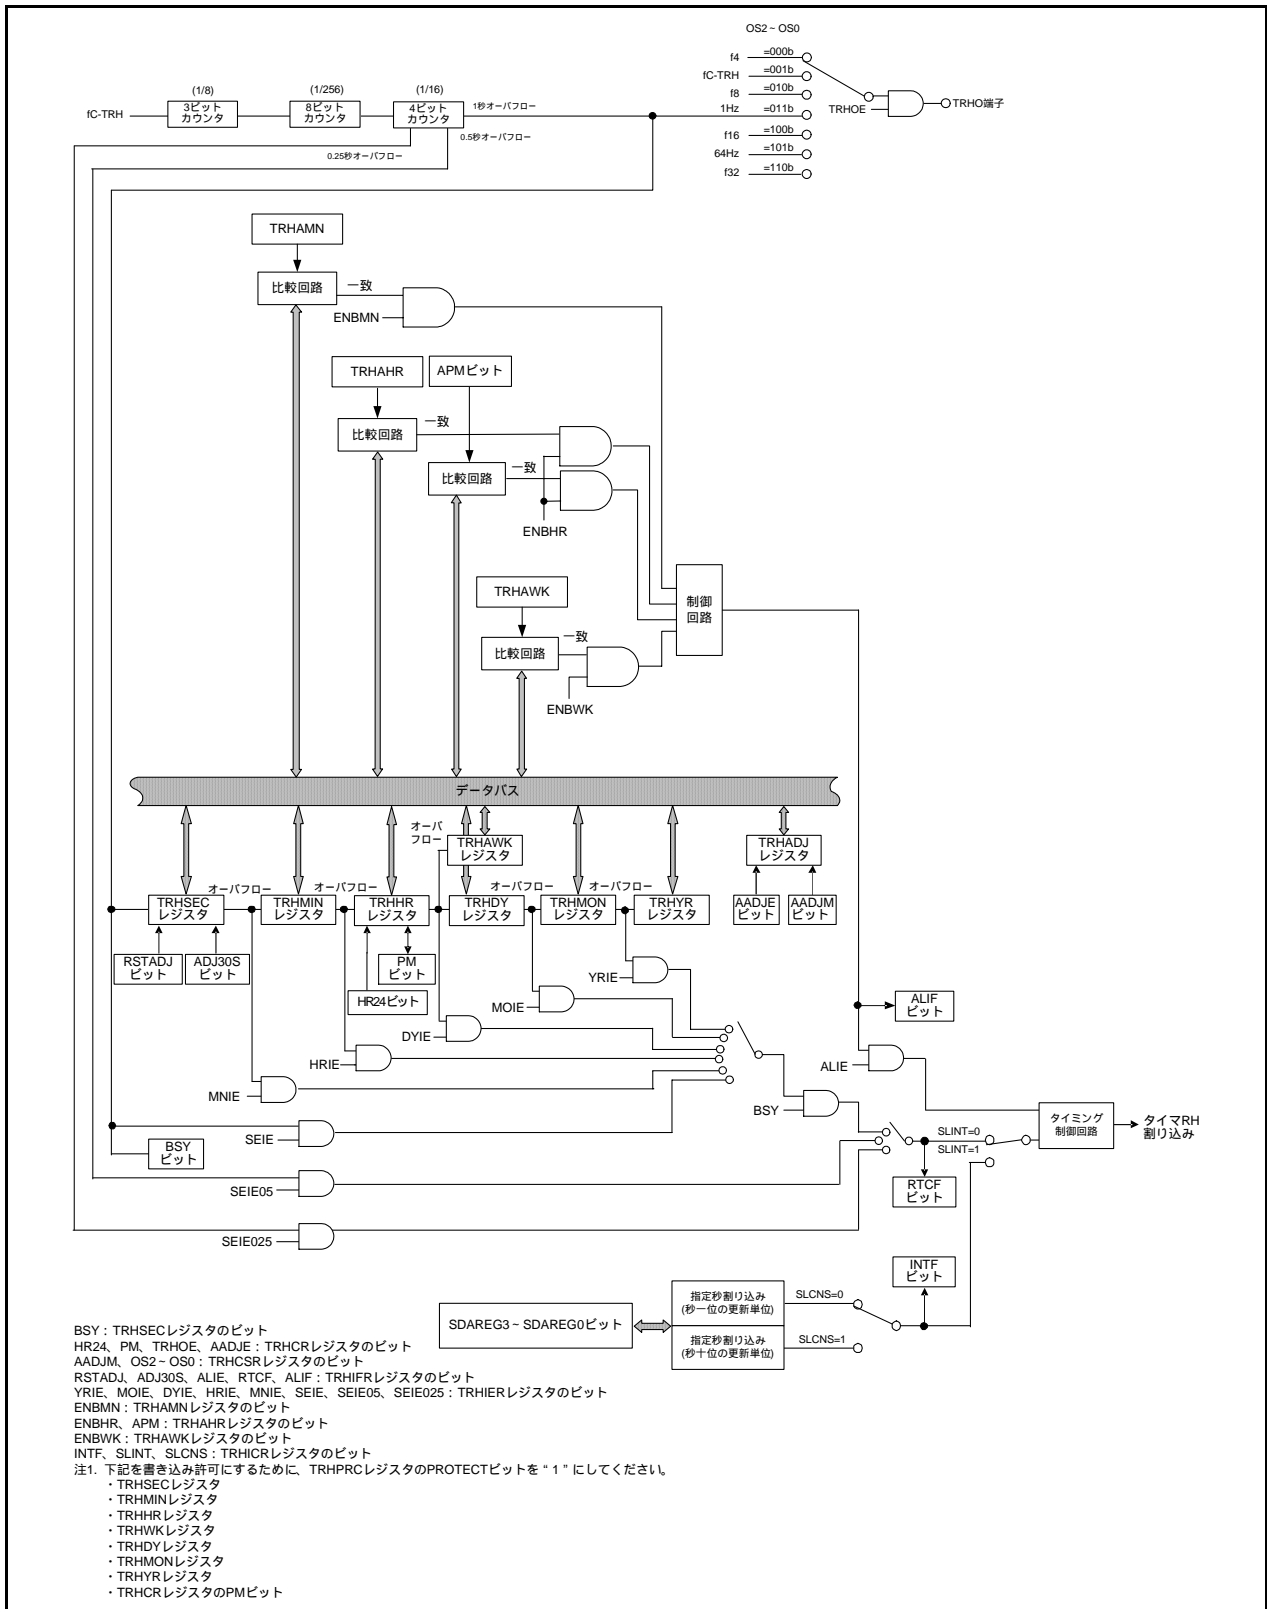 OS2～OS0
f4 =000b
fC-TRH =001b
f8 =010b
1Hz =011b
f16 =100b
64Hz =101b
f32 =110b
TRHOE
TRHO端子
fC-TRH
(1/8)
3ビット
カウンタ
(1/256)
8ビット
カウンタ
(1/16)
4ビット
カウンタ
1秒オーバフロー
0.5秒オーバフロー
0.25秒オーバフロー
TRHAMN
比較回路
一致
ENBMN
TRHAHR
APMビット
比較回路
一致
比較回路
一致
ENBHR
TRHAWK
比較回路
一致
ENBWK
制御
回路
データバス
オーバ
フロー
TRHAWK
レジスタ
TRHADJ
レジスタ
オーバフロー
オーバフロー
オーバフロー
オーバフロー
TRHSEC
レジスタ
TRHMIN
レジスタ
TRHHR
レジスタ
TRHDY
レジスタ
TRHMON
レジスタ
TRHYR
レジスタ
AADJE
ビット
AADJM
ビット
RSTADJ
ビット
ADJ30S
ビット
PM
ビット
HR24ビット
YRIE
MOIE
DYIE
HRIE
MNIE
SEIE
BSY
ビット
SEIE05
SEIE025
BSY
ALIF
ビット
ALIE
タイミング
制御回路
タイマRH
割り込み
SLINT=0
SLINT=1
RTCF
ビット
INTF
ビット
SDAREG3～SDAREG0ビット
指定秒割り込み
(秒一位の更新単位)
指定秒割り込み
(秒十位の更新単位)
SLCNS=0
SLCNS=1
BSY：TRHSECレジスタのビット
HR24、PM、TRHOE、AADJE：TRHCRレジスタのビット
AADJM、OS2～OS0：TRHCSRレジスタのビット
RSTADJ、ADJ30S、ALIE、RTCF、ALIF：TRHIFRレジスタのビット
YRIE、MOIE、DYIE、HRIE、MNIE、SEIE、SEIE05、SEIE025：TRHIERレジスタのビット
ENBMN：TRHAMNレジスタのビット
ENBHR、APM：TRHAHRレジスタのビット
ENBWK：TRHAWKレジスタのビット
INTF、SLINT、SLCNS：TRHICRレジスタのビット
注1. 下記を書き込み許可にするために、TRHPRCレジスタのPROTECTビットを“1”にしてください。
・TRHSECレジスタ
・TRHMINレジスタ
・TRHHRレジスタ
・TRHWKレジスタ
・TRHDYレジスタ
・TRHMONレジスタ
・TRHYRレジスタ
・TRHCRレジスタのPMビット